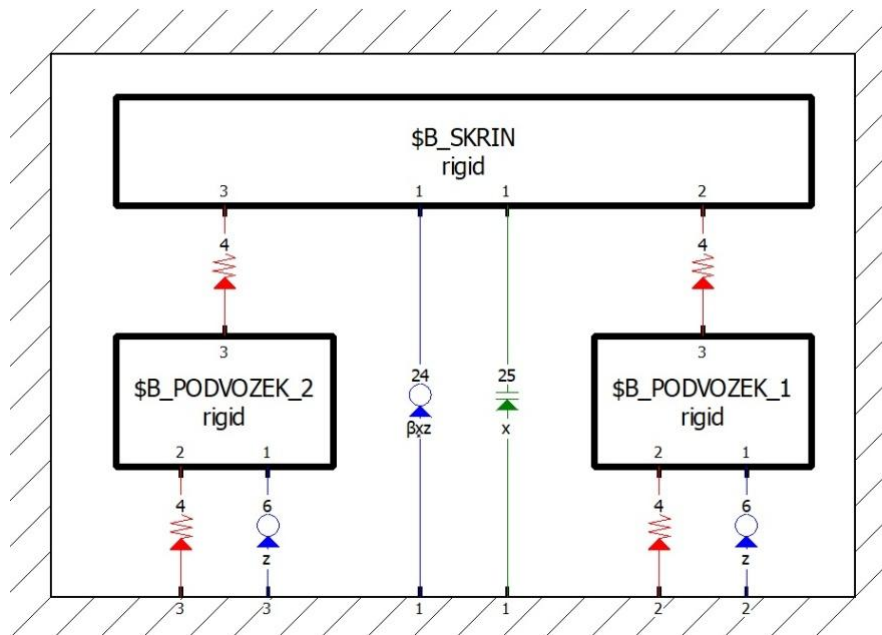 $B_SKRIN
rigid
3 1 1 2
4 4
3 3
$B_PODVOZEK_2 24 25 $B_PODVOZEK_1
rigid βxz x rigid
2 1 2 1
4 6 4 6
z z
3 3 1 1 2 2